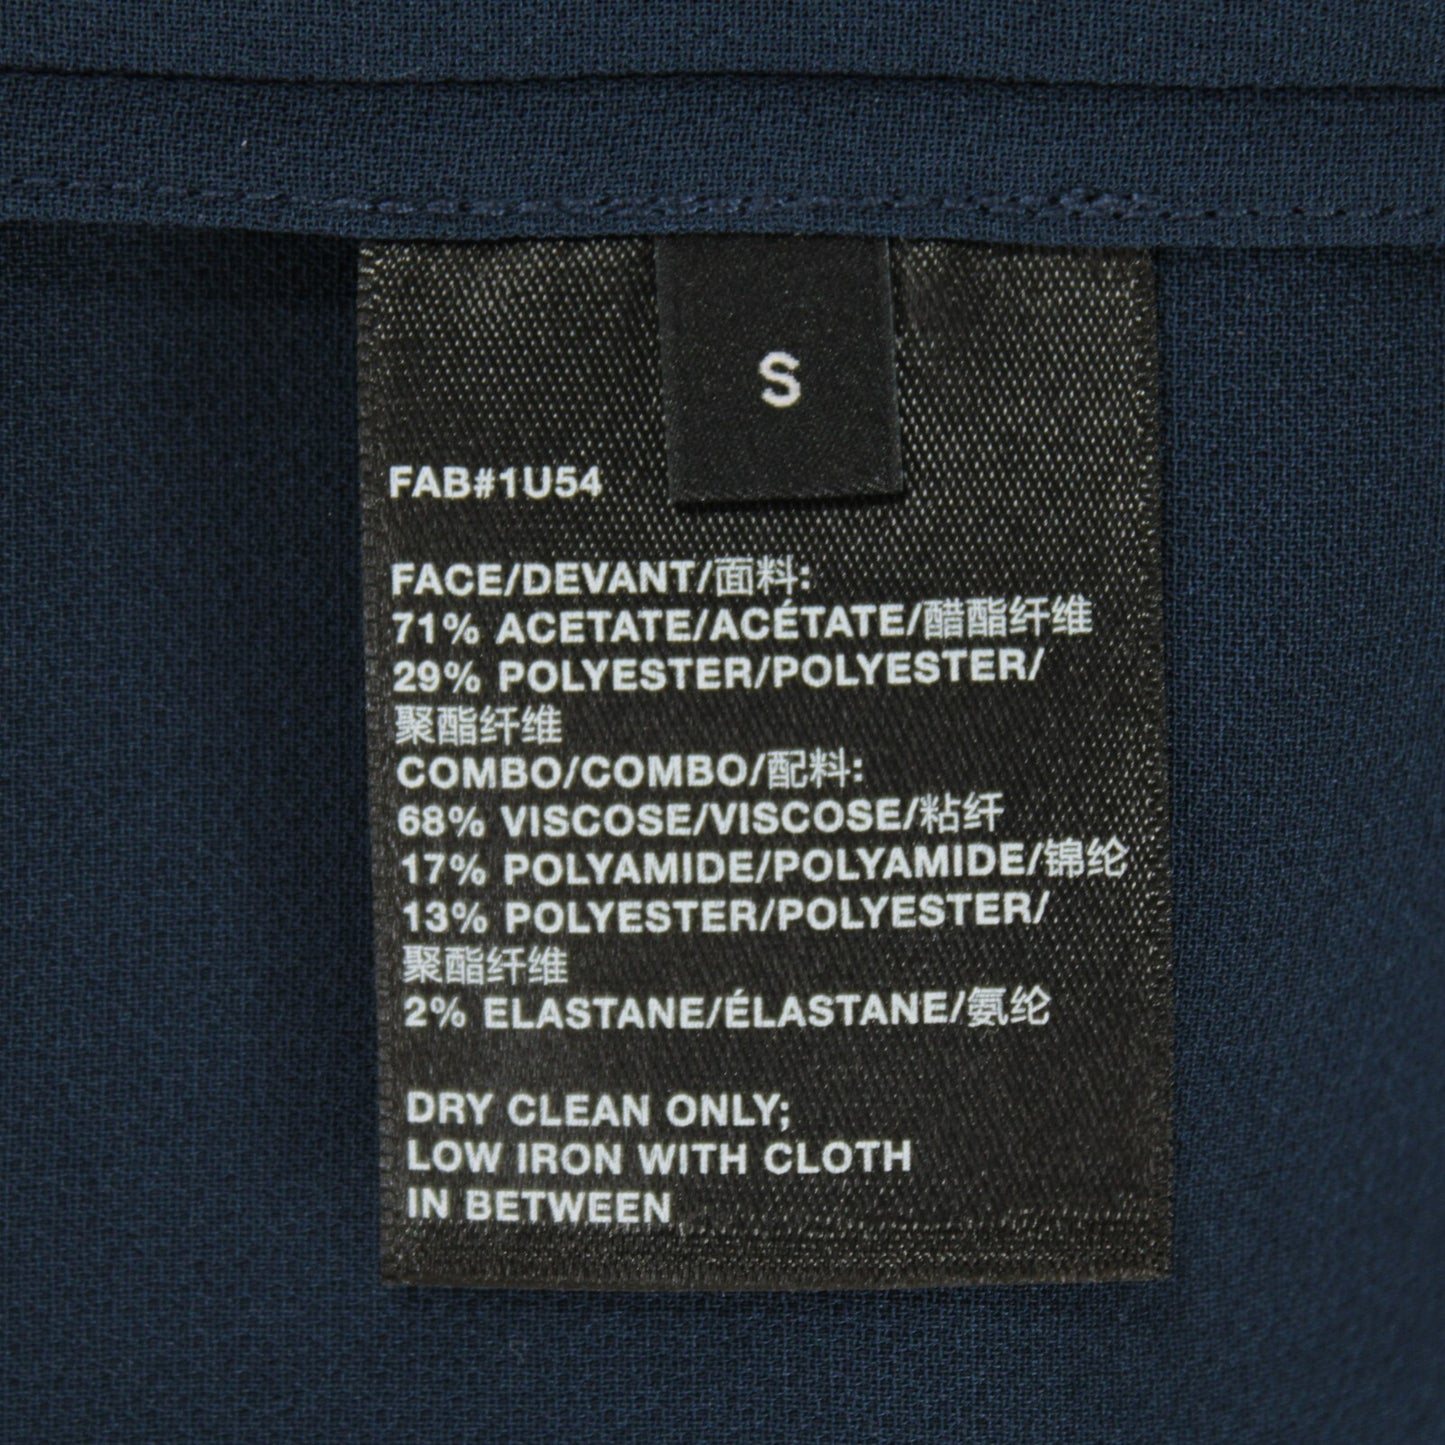 S
FAB#1U54
FACE/DEVANT/面料:
71% ACETATE/ACÉTATE/醋酯纤维
29% POLYESTER/POLYESTER/
聚酯纤维
COMBO/COMBO/配料:
68% VISCOSE/VISCOSE/粘纤
17% POLYAMIDE/POLYAMIDE/锦纶
13% POLYESTER/POLYESTER/
聚酯纤维
2% ELASTANE/ÉLASTANE/氨纶
DRY CLEAN ONLY;
LOW IRON WITH CLOTH
IN BETWEEN